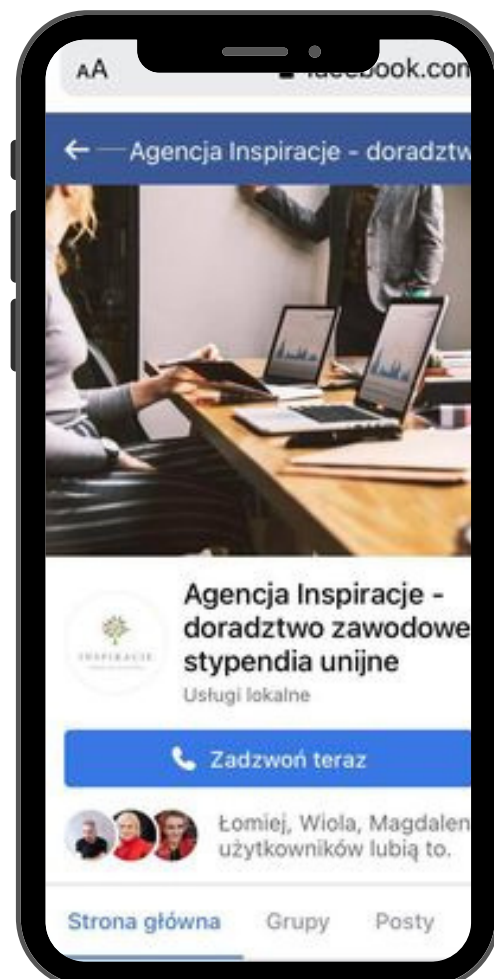 AA facebook.com
Agencja Inspiracje - doradztw
Agencja Inspiracje -
doradztwo zawodowe
stypendia unijne
INSPIRACJE
Usługi lokalne
Zadzwoń teraz
Łomiej, Wiola, Magdalen
użytkowników lubią to.
Strona główna Grupy Posty